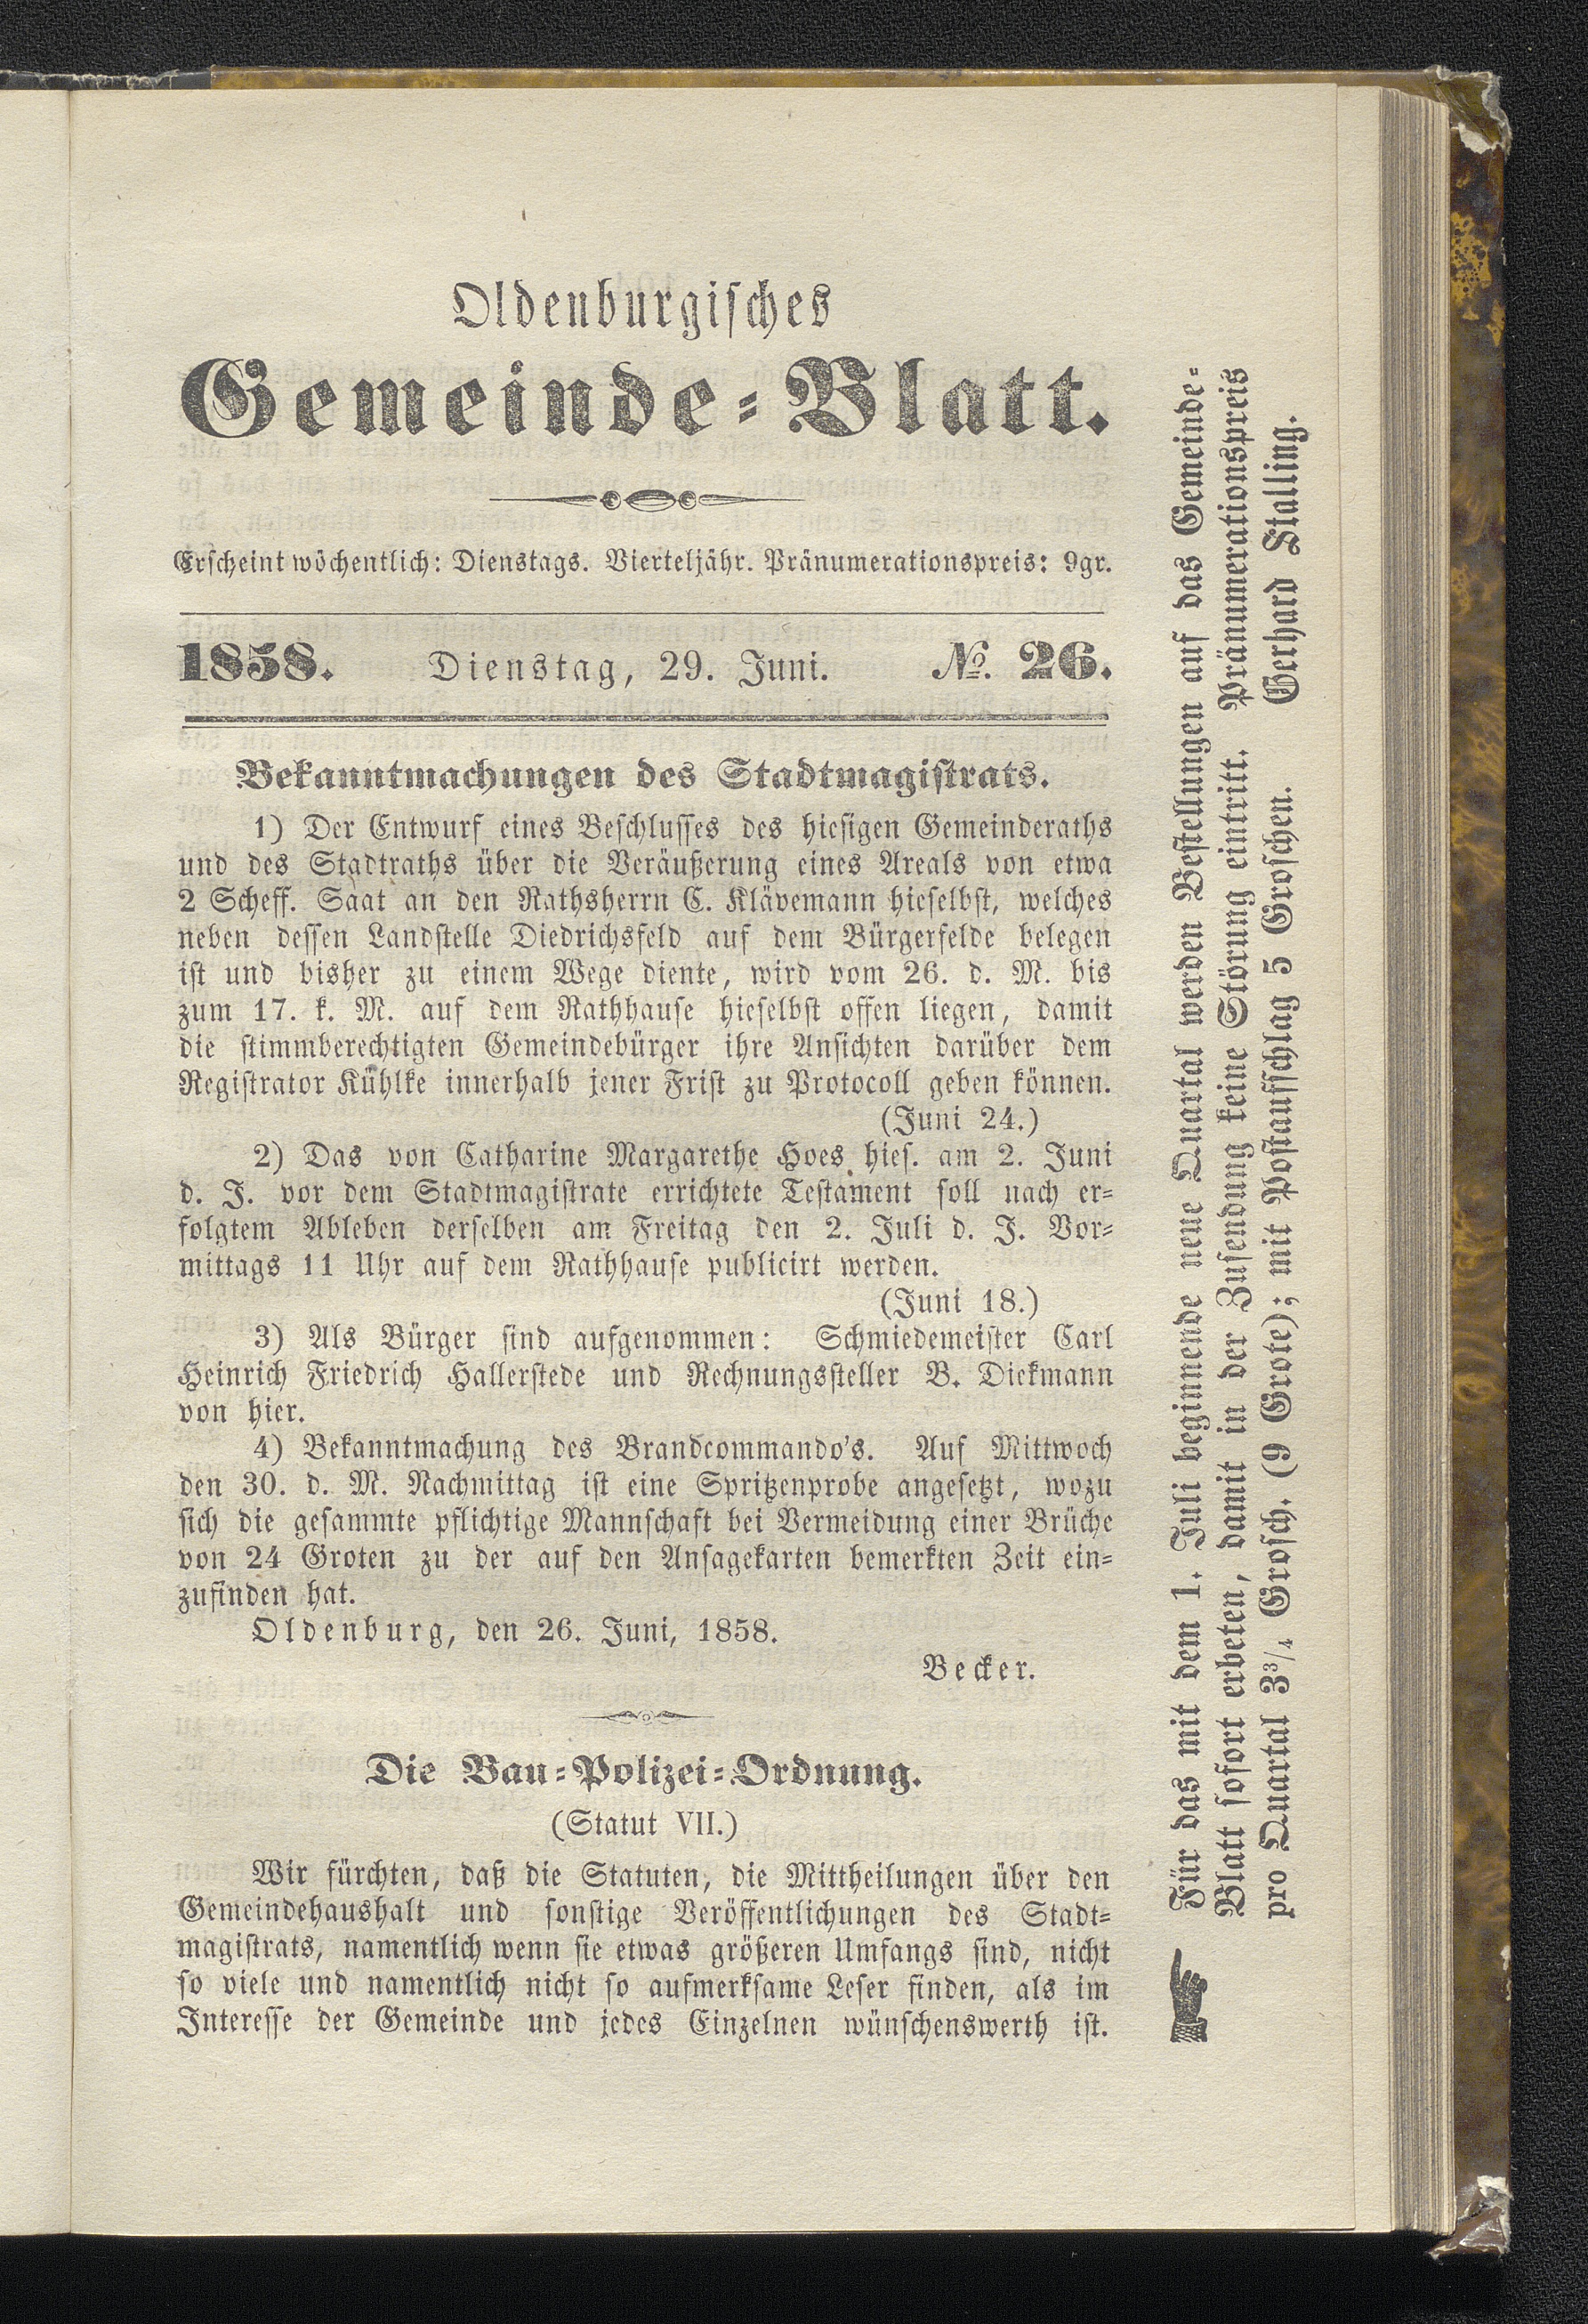 Oldenburgisches
Gemeinde-Blatt.
Erscheint wöchentlich: Dienstags. Vierteljähr. Pränumerationspreis: 9gr.
1858. Dienstag, 29. Juni. №. 26.
Bekanntmachungen des Stadtmagistrats.
1) Der Entwurf eines Beschlusses des hiesigen Gemeinderaths
und des Stadtraths über die Veräußerung eines Areals von etwa
2 Scheff. Saat an den Rathsherrn C. Klävemann hieselbst, welches
neben dessen Landstelle Diedrichsfeld auf dem Bürgerfelde belegen
ist und bisher zu einem Wege diente, wird vom 26. d. M. bis
zum 17. k. M. auf dem Rathhause hieselbst offen liegen, damit
die stimmberechtigten Gemeindebürger ihre Ansichten darüber dem
Registrator Kühlke innerhalb jener Frist zu Protocoll geben können.
(Juni 24.)
2) Das von Catharine Margarethe Hoes hies. am 2. Juni
d. J. vor dem Stadtmagistrate errichtete Testament soll nach er-
folgtem Ableben derselben am Freitag den 2. Juli d. J. Vor-
mittags 11 Uhr auf dem Rathhause publicirt werden.
(Juni 18.)
3) Als Bürger sind aufgenommen: Schmiedemeister Carl
Heinrich Friedrich Hallerstede und Rechnungssteller B. Diekmann
von hier.
4) Bekanntmachung des Brandcommando's. Auf Mittwoch
den 30. d. M. Nachmittag ist eine Spritzenprobe angesetzt, wozu
sich die gesammte pflichtige Mannschaft bei Vermeidung einer Brüche
von 24 Groten zu der auf den Ansagekarten bemerkten Zeit ein-
zufinden hat.
Oldenburg, den 26. Juni, 1858.
Becker.
Die Bau-Polizei-Ordnung.
(Statut VII.)
Wir fürchten, daß die Statuten, die Mittheilungen über den
Gemeindehaushalt und sonstige Veröffentlichungen des Stadt-
magistrats, namentlich wenn sie etwas größeren Umfangs sind, nicht
so viele und namentlich nicht so aufmerksame Leser finden, als im
Interesse der Gemeinde und jedes Einzelnen wünschenswerth ist.
Für das mit dem 1. Juli beginnende neue Quartal werden Bestellungen auf das Gemeinde-
Blatt sofort erbeten, damit in der Zusendung keine Störung eintritt. Pränumerationspreis
pro Quartal 3 3/4 Grosch. (9 Grote); mit Postaufschlag 5 Groschen. Gerhard Stalling.